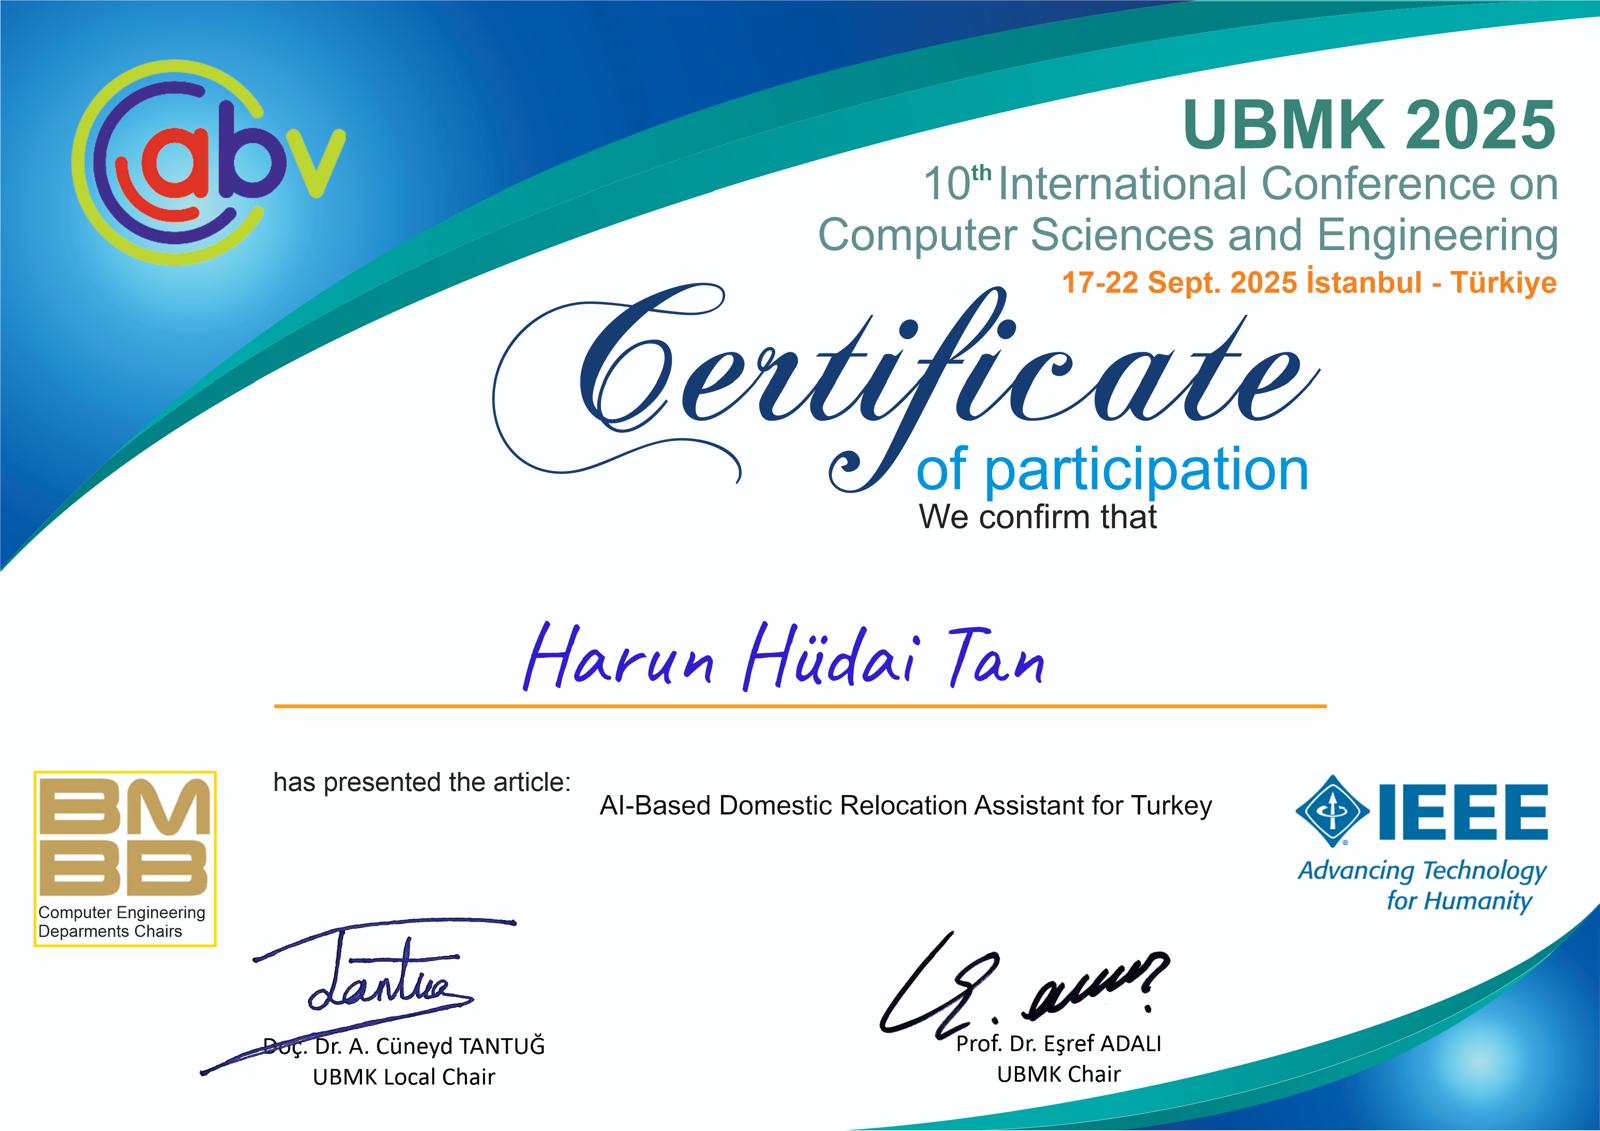 abv
UBMK 2025
10th International Conference on
Computer Sciences and Engineering
17-22 Sept. 2025 İstanbul - Türkiye
Certificate
of participation
We confirm that
Harun Hüdai Tan
has presented the article:
AI-Based Domestic Relocation Assistant for Turkey
BM
BB
Computer Engineering
Deparments Chairs
IEEE
Advancing Technology
for Humanity
Doç. Dr. A. Cüneyd TANTUĞ
UBMK Local Chair
Prof. Dr. Eşref ADALI
UBMK Chair